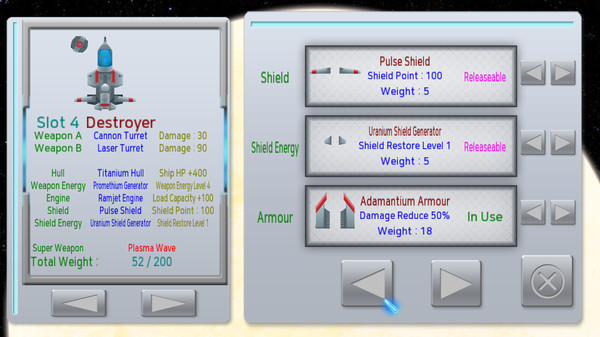 Slot 4 Destroyer
Weapon A Cannon Turret Damage : 30
Weapon B Laser Turret Damage : 90
Hull Titanium Hull Ship HP +400
Weapon Energy Promethium Generator Weapon Energy Level 4
Engine Ramjet Engine Load Capacity +100
Shield Pulse Shield Shield Point : 100
Shield Energy Uranium Shield Generator Shield Restore Level 1
Super Weapon Plasma Wave
Total Weight : 52 / 200
Shield
Pulse Shield
Shield Point : 100
Weight : 5
Releaseable
Shield Energy
Uranium Shield Generator
Shield Restore Level 1
Weight : 5
Releaseable
Armour
Adamantium Armour
Damage Reduce 50%
Weight : 18
In Use